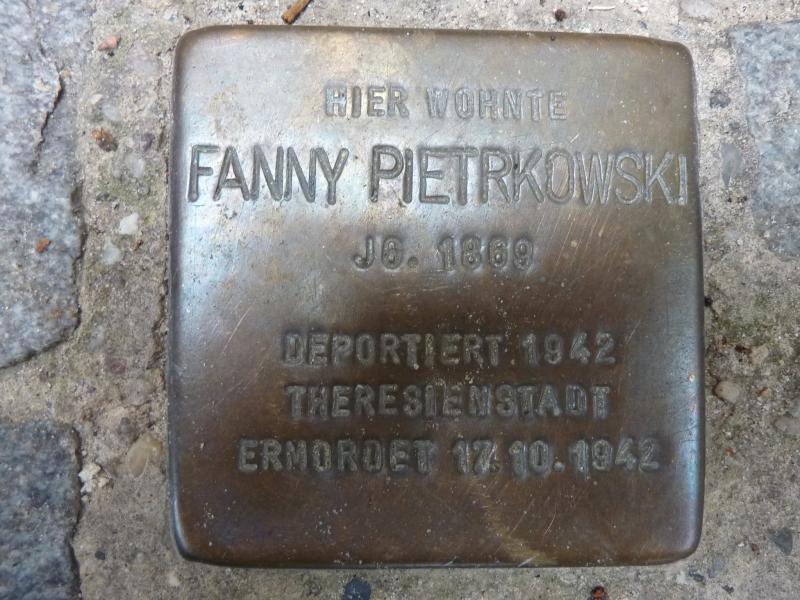 HIER WOHNTE
FANNY PIETRKOWSKI
JG. 1869
DEPORTIERT 1942
THERESIENSTADT
ERMORDET 17.10.1942